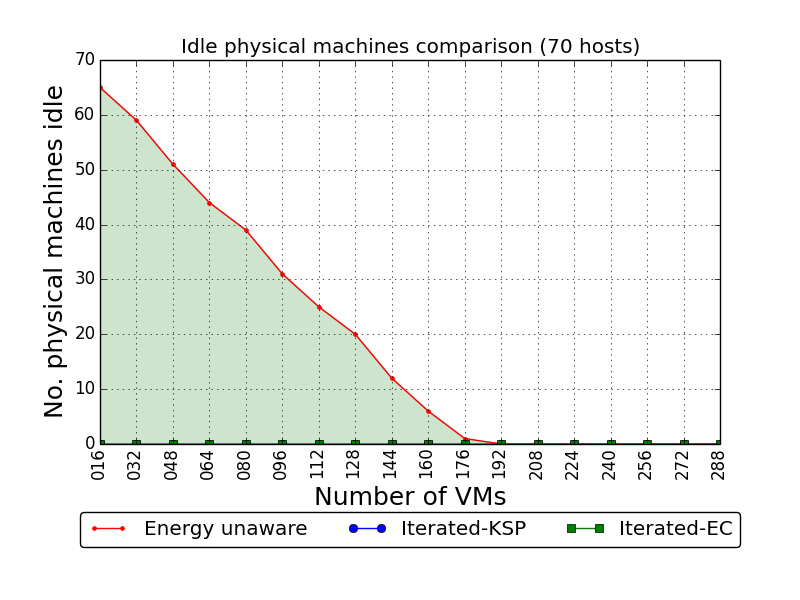 Idle physical machines comparison (70 hosts)
No. physical machines idle
70
60
50
40
30
20
10
0
016 032 048 064 080 096 112 128 144 160 176 192 208 224 240 256 272 288
Number of VMs
Energy unaware Iterated-KSP Iterated-EC